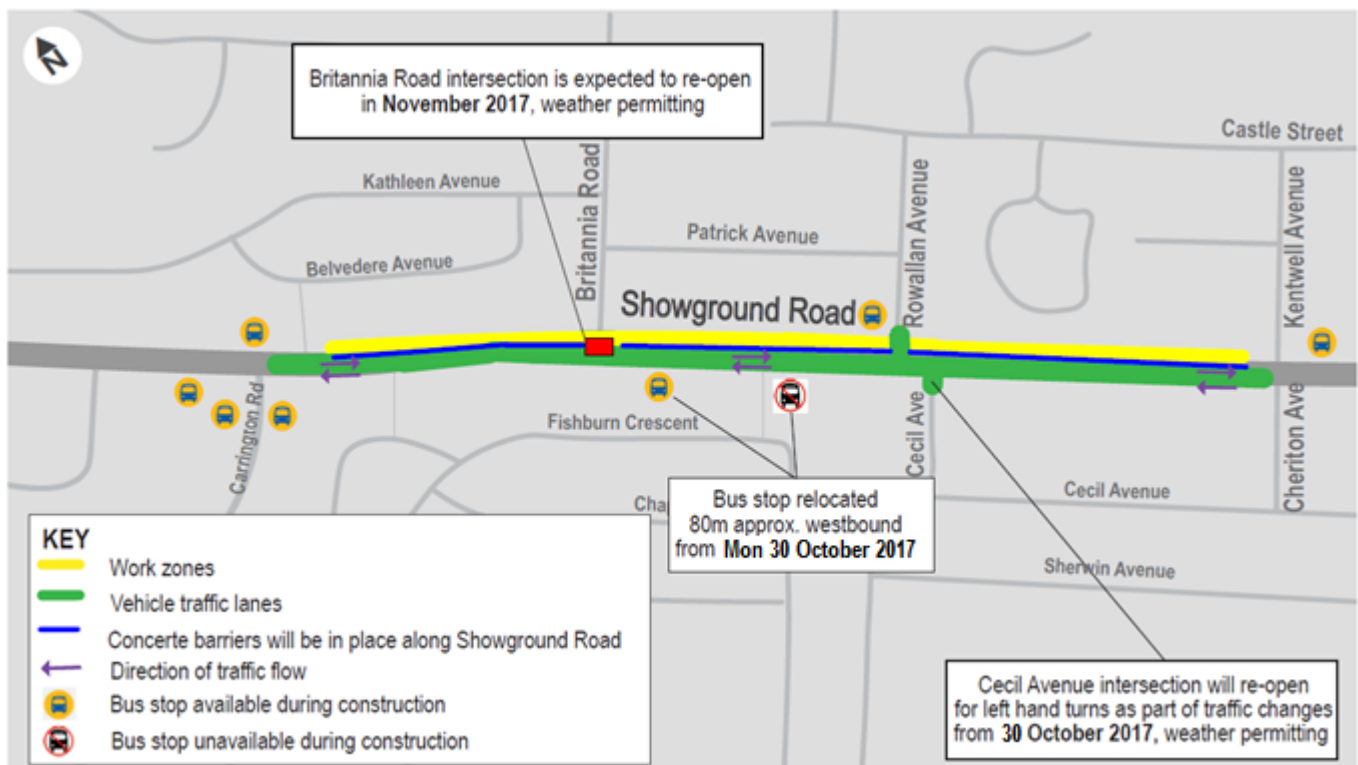 N
Britannia Road intersection is expected to re-open
in November 2017, weather permitting
Castle Street
Kathleen Avenue
Britannia Road
Rowallan Avenue
Kentwell Avenue
Patrick Avenue
Belvedere Avenue
Showground Road
Carrington Rd
Fishburn Crescent
Cecil Ave
Cheriton Ave
Cecil Avenue
Chap
Bus stop relocated
80m approx. westbound
from Mon 30 October 2017
Sherwin Avenue
KEY
Work zones
Vehicle traffic lanes
Concerte barriers will be in place along Showground Road
Direction of traffic flow
Bus stop available during construction
Bus stop unavailable during construction
Cecil Avenue intersection will re-open
for left hand turns as part of traffic changes
from 30 October 2017, weather permitting